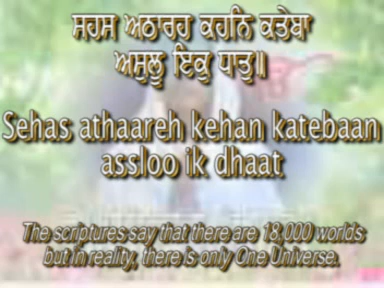 ਸਹਸ ਅਠਾਰਹ ਕਹਨਿ ਕਤੇਬਾ
ਅਸੁਲੂ ਇਕੁ ਧਾਤੁ॥
Sehas athaareh kehan katebaan
assloo ik dhaat
The scriptures say that there are 18,000 worlds
but in reality, there is only One Universe.